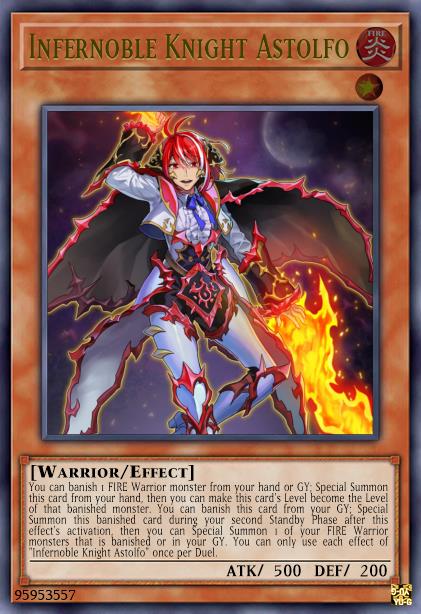 INFERNOBLE KNIGHT ASTOLFO
FIRE
炎
[WARRIOR/EFFECT]
You can banish 1 FIRE Warrior monster from your hand or GY; Special Summon
this card from your hand, then you can make this card's Level become the Level
of that banished monster. You can banish this card from your GY; Special
Summon this banished card during your second Standby Phase after this
effect's activation, then you can Special Summon 1 of your FIRE Warrior
monsters that is banished or in your GY. You can only use each effect of
"Infernoble Knight Astolfo" once per Duel.
ATK/ 500 DEF/ 200
95953557